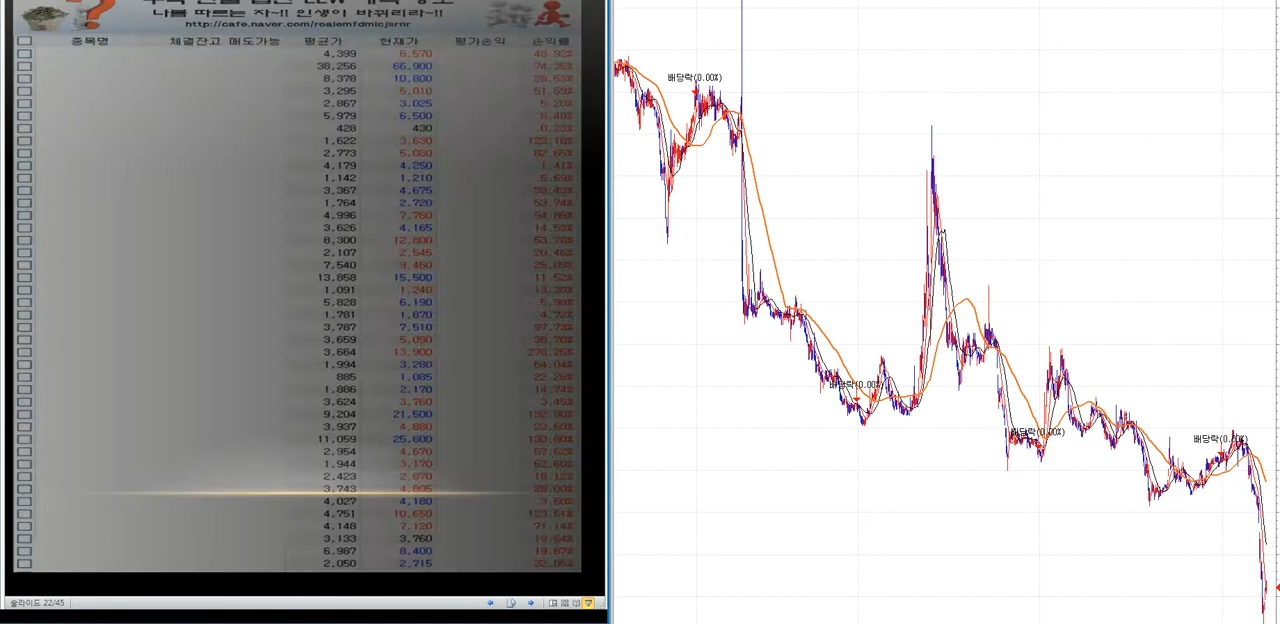 나를 따르는 자~!! 인생이 바뀌리라~!!
종목명 체결잔고 매도가능 평균가 현재가 평가손익 손익률
4,399 6,570 48.92%
38,256 66,900 74.35%
8,378 10,800 28.53%
3,295 5,010 51.59%
2,867 3,025 5.20%
5,979 6,500 8.40%
428 430 0.23%
1,622 3,630 123.18%
2,773 5,080 82.65%
4,179 4,250 1.41%
1,142 1,210 5.69%
3,367 4,675 38.43%
1,764 2,720 53.74%
4,996 7,760 54.86%
3,626 4,165 14.53%
8,300 12,800 53.78%
2,107 2,545 20.46%
7,540 9,460 25.09%
13,858 15,500 11.52%
1,091 1,240 13.38%
5,828 6,190 5.90%
1,781 1,870 4.72%
3,787 7,510 97.73%
3,659 5,090 38.70%
3,664 13,900 278.25%
1,994 3,280 64.04%
885 1,085 22.26%
1,886 2,170 14.74%
3,624 3,760 3.45%
9,204 21,500 132.90%
3,937 4,880 23.60%
11,059 25,600 130.80%
2,954 4,670 57.62%
1,944 3,170 62.60%
2,423 2,870 18.12%
3,743 4,805 28.00%
4,027 4,180 3.50%
4,751 10,650 123.51%
4,148 7,120 71.14%
3,133 3,760 19.64%
6,987 8,400 19.87%
2,050 2,715 32.05%
슬라이드 22/45
배당락(0.00%)
배당락(0.00%)
배당락(0.00%)
배당락(0.00%)